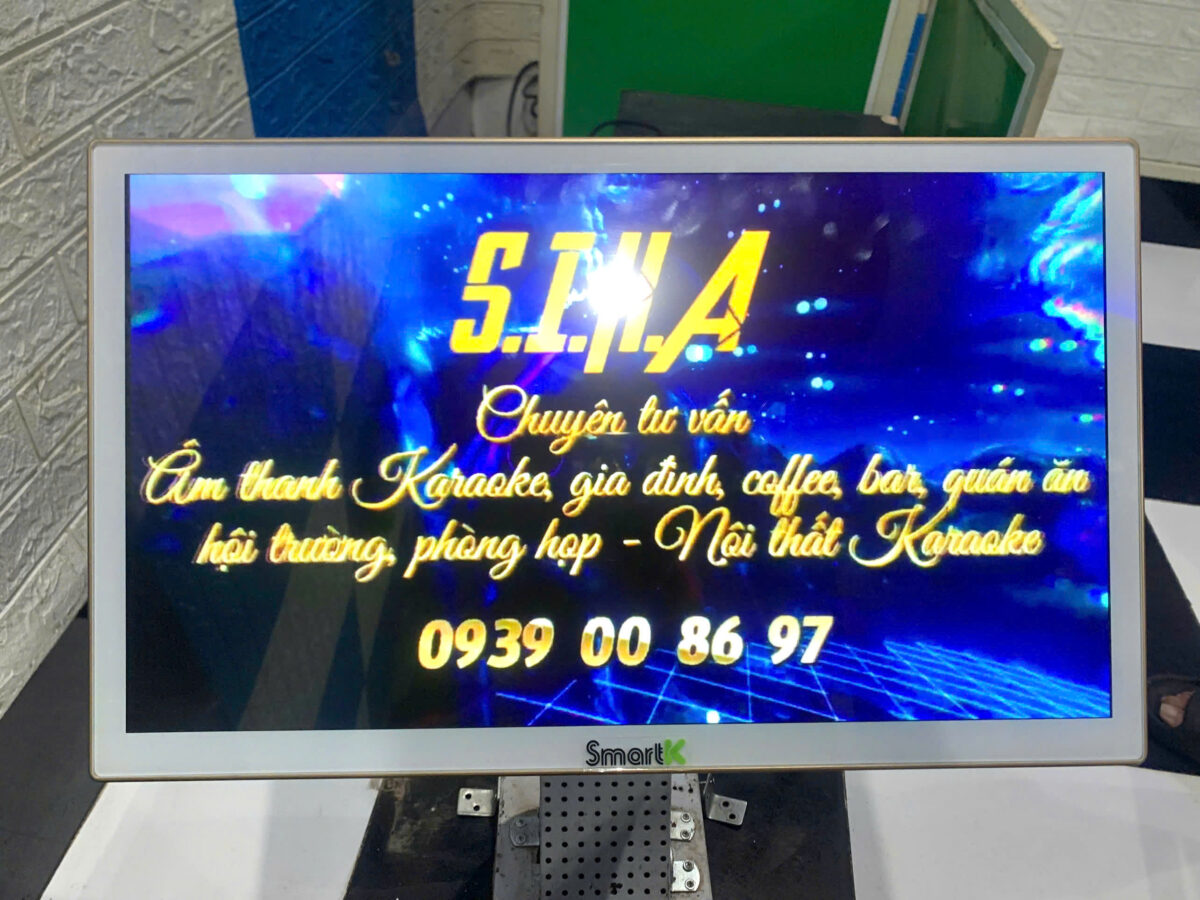 S.I.N.A
Chuyên tư vấn
Âm thanh Karaoke, gia đình, coffee, bar, quán ăn
hội trường, phòng họp - Nội thất Karaoke
0939 00 86 97
SmartK